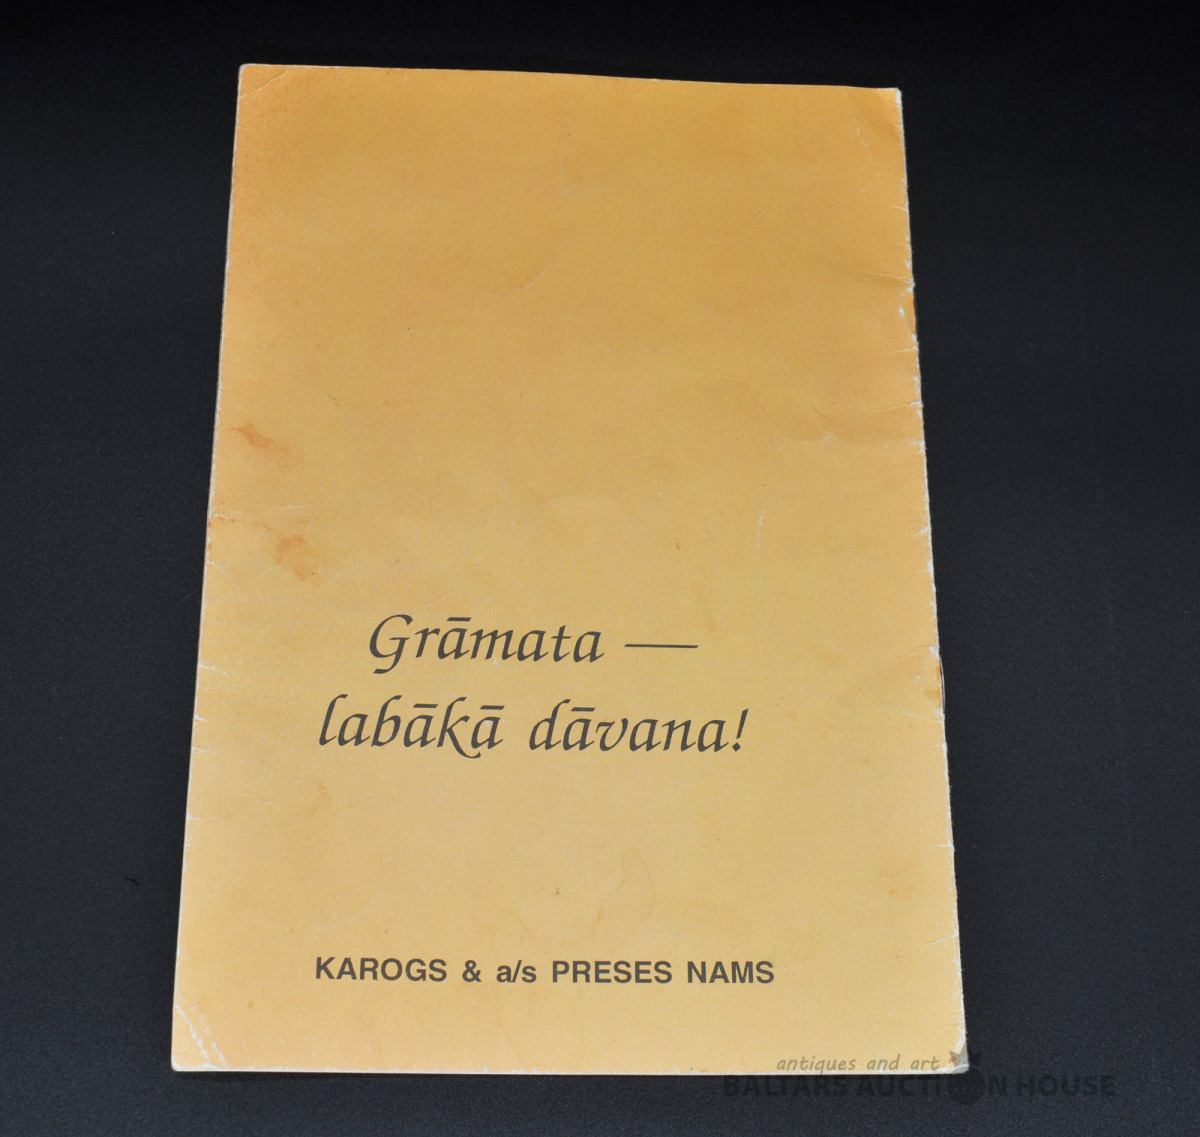 Grāmata —
labākā dāvana!
KAROGS & a/s PRESES NAMS
antiques and art
BALTARS AUCTION HOUSE